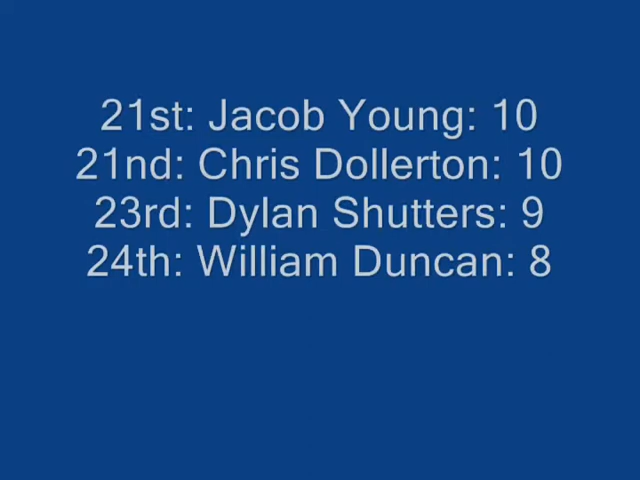 21st: Jacob Young: 10
21nd: Chris Dollerton: 10
23rd: Dylan Shutters: 9
24th: William Duncan: 8